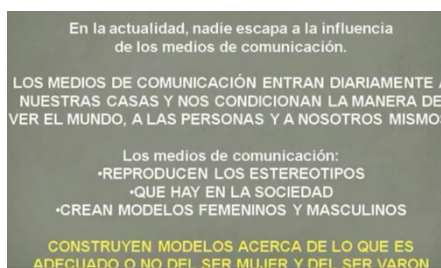 En la actualidad, nadie escapa a la influencia
de los medios de comunicación.
LOS MEDIOS DE COMUNICACIÓN ENTRAN DIARIAMENTE A
NUESTRAS CASAS Y NOS CONDICIONAN LA MANERA DE
VER EL MUNDO, A LAS PERSONAS Y A NOSOTROS MISMOS
Los medios de comunicación:
•REPRODUCEN LOS ESTEREOTIPOS
•QUE HAY EN LA SOCIEDAD
•CREAN MODELOS FEMENINOS Y MASCULINOS
CONSTRUYEN MODELOS ACERCA DE LO QUE ES
ADECUADO O NO DEL SER MUJER Y DEL SER VARON